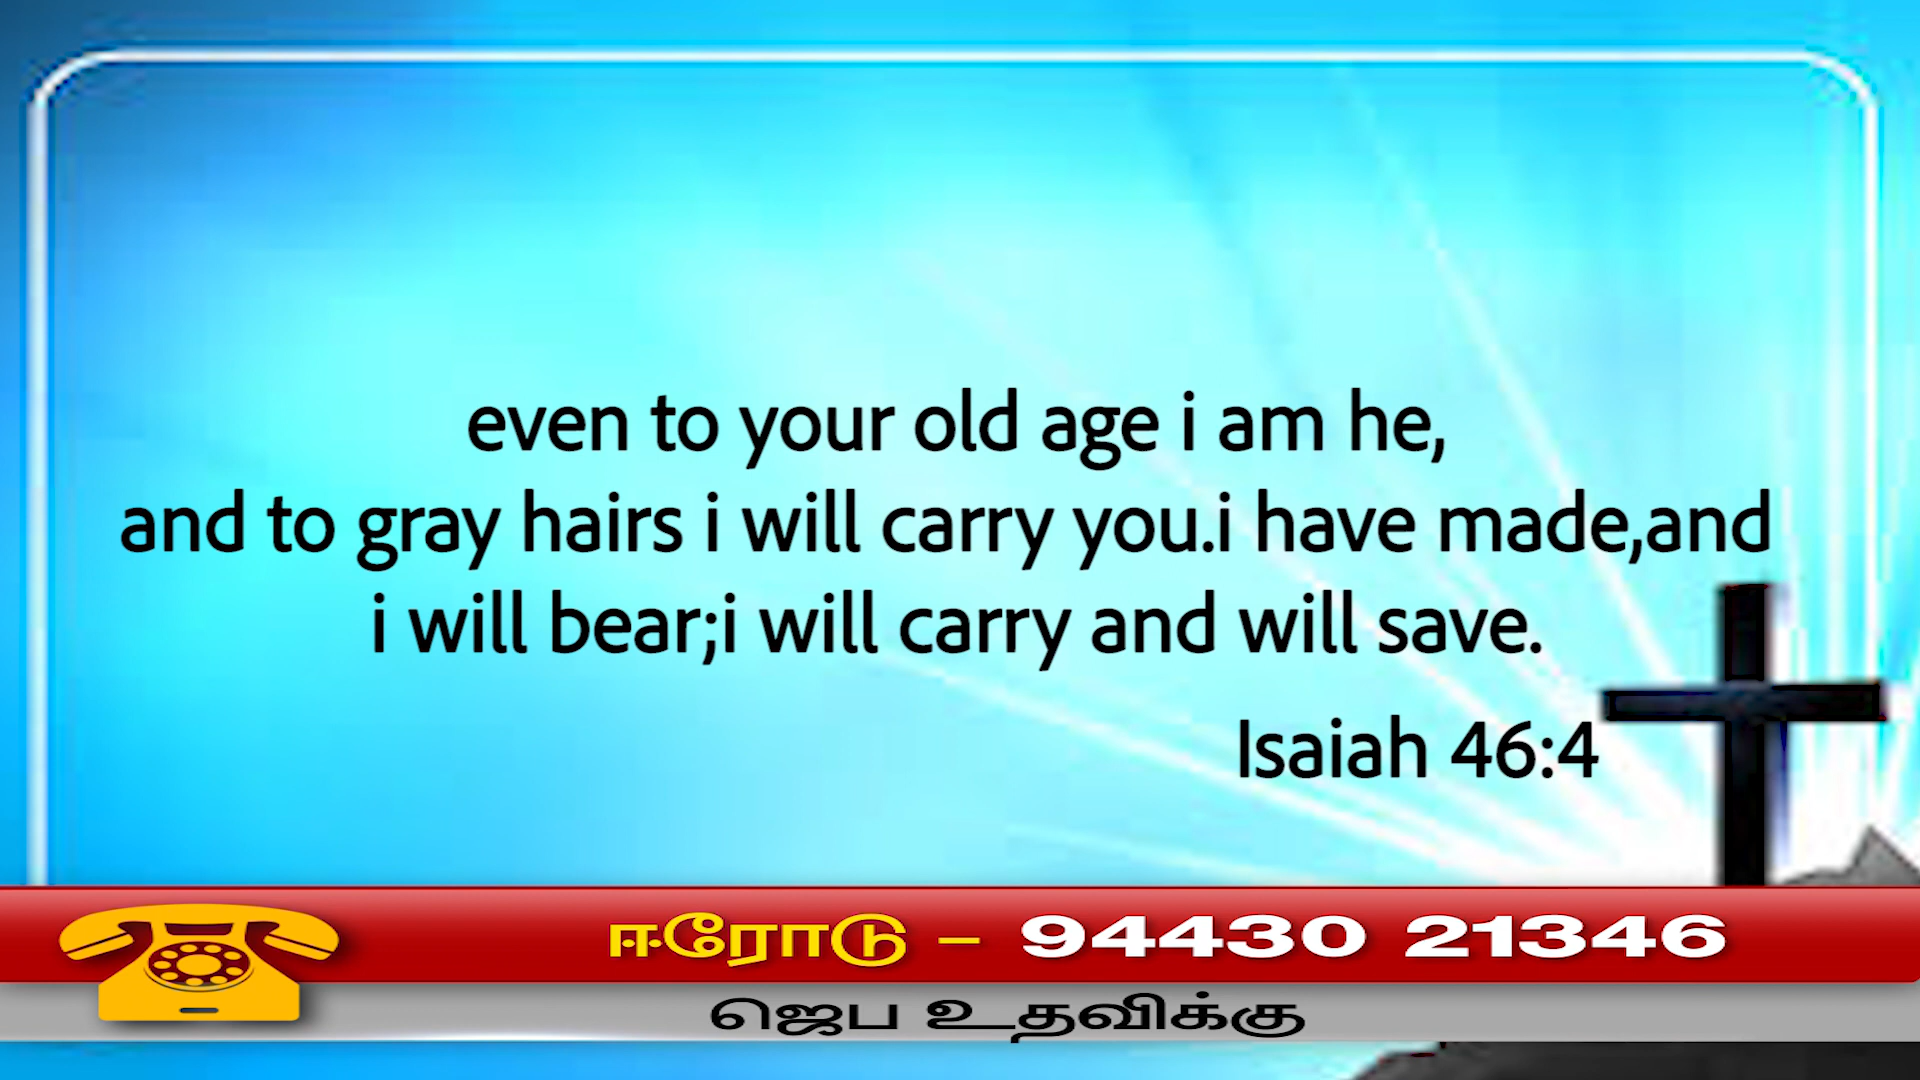 even to your old age i am he,
and to gray hairs i will carry you.i have made,and
i will bear;i will carry and will save.
Isaiah 46:4
ஈரோடு – 94430 21346
ஜெப உதவிக்கு